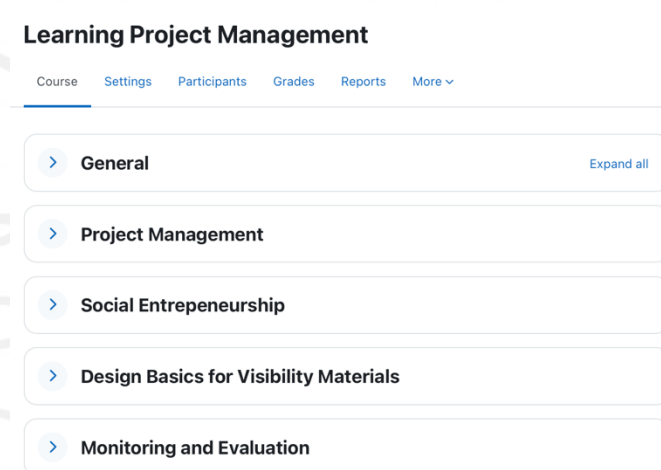 Learning Project Management
Course Settings Participants Grades Reports More
General Expand all
Project Management
Social Entrepeneurship
Design Basics for Visibility Materials
Monitoring and Evaluation